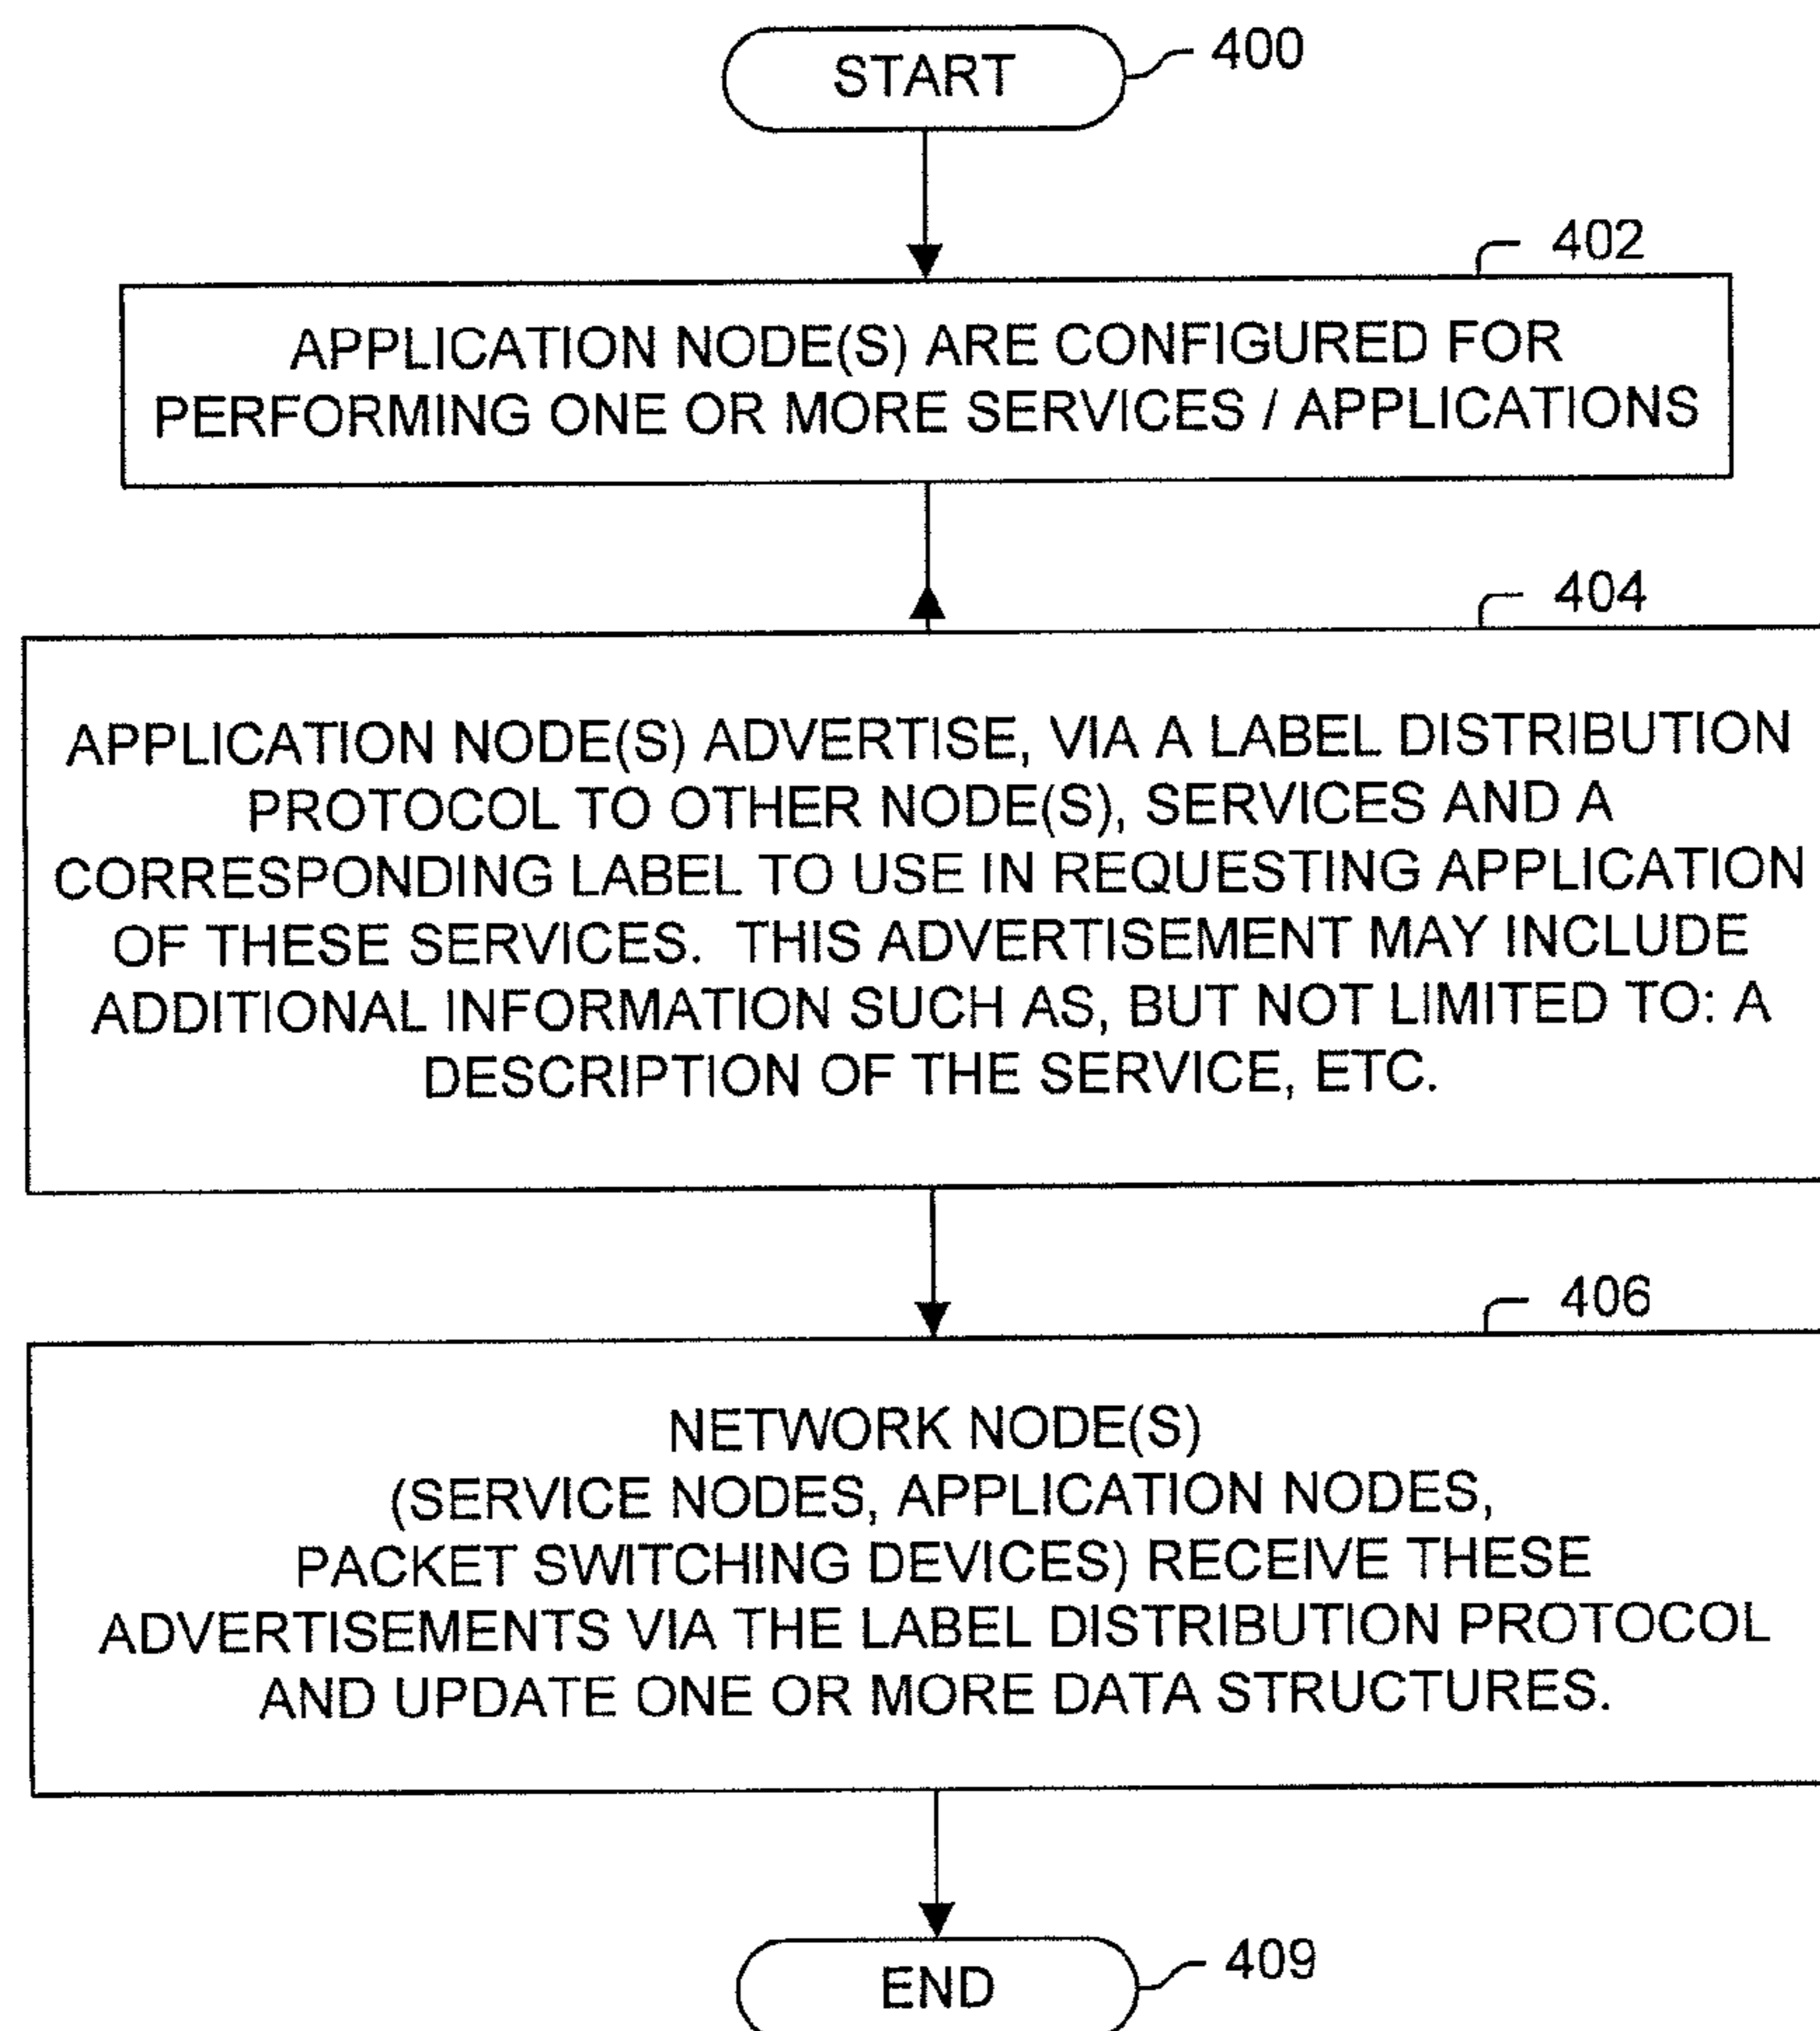 START
400
402
APPLICATION NODE(S) ARE CONFIGURED FOR
PERFORMING ONE OR MORE SERVICES / APPLICATIONS
404
APPLICATION NODE(S) ADVERTISE, VIA A LABEL DISTRIBUTION
PROTOCOL TO OTHER NODE(S), SERVICES AND A
CORRESPONDING LABEL TO USE IN REQUESTING APPLICATION
OF THESE SERVICES. THIS ADVERTISEMENT MAY INCLUDE
ADDITIONAL INFORMATION SUCH AS, BUT NOT LIMITED TO: A
DESCRIPTION OF THE SERVICE, ETC.
406
NETWORK NODE(S)
(SERVICE NODES, APPLICATION NODES,
PACKET SWITCHING DEVICES) RECEIVE THESE
ADVERTISEMENTS VIA THE LABEL DISTRIBUTION PROTOCOL
AND UPDATE ONE OR MORE DATA STRUCTURES.
END
409